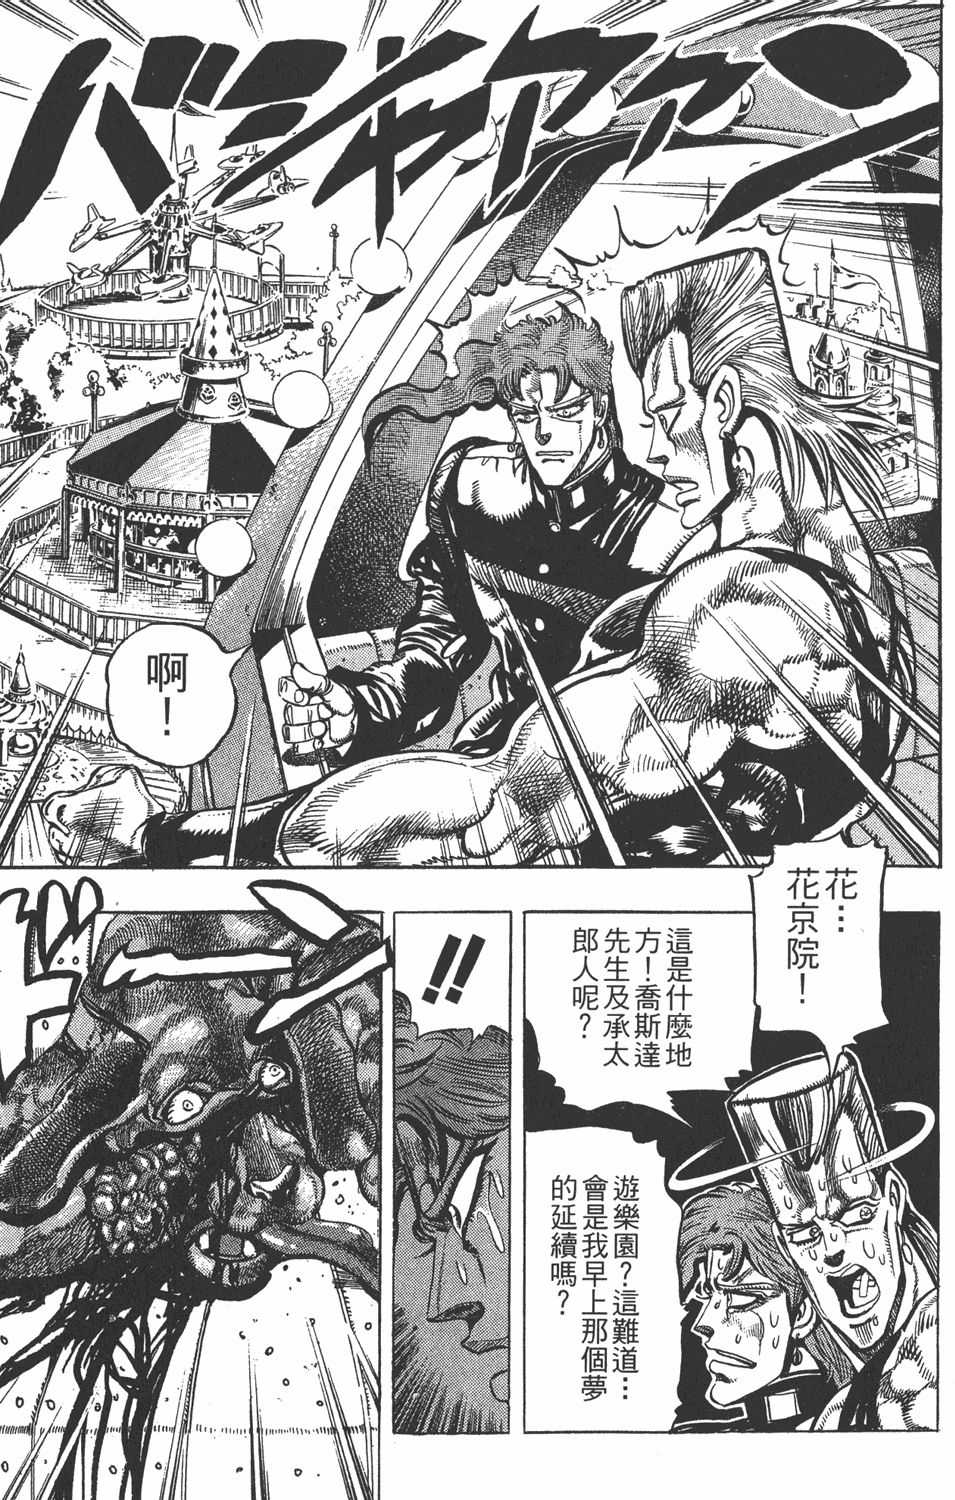 バシャアァン
啊！
花…
花京院！
這是什麼地
方！喬斯達
先生及承太
郎人呢？
遊樂園？這難道…
會是我早上那個夢
的延續嗎？
!!